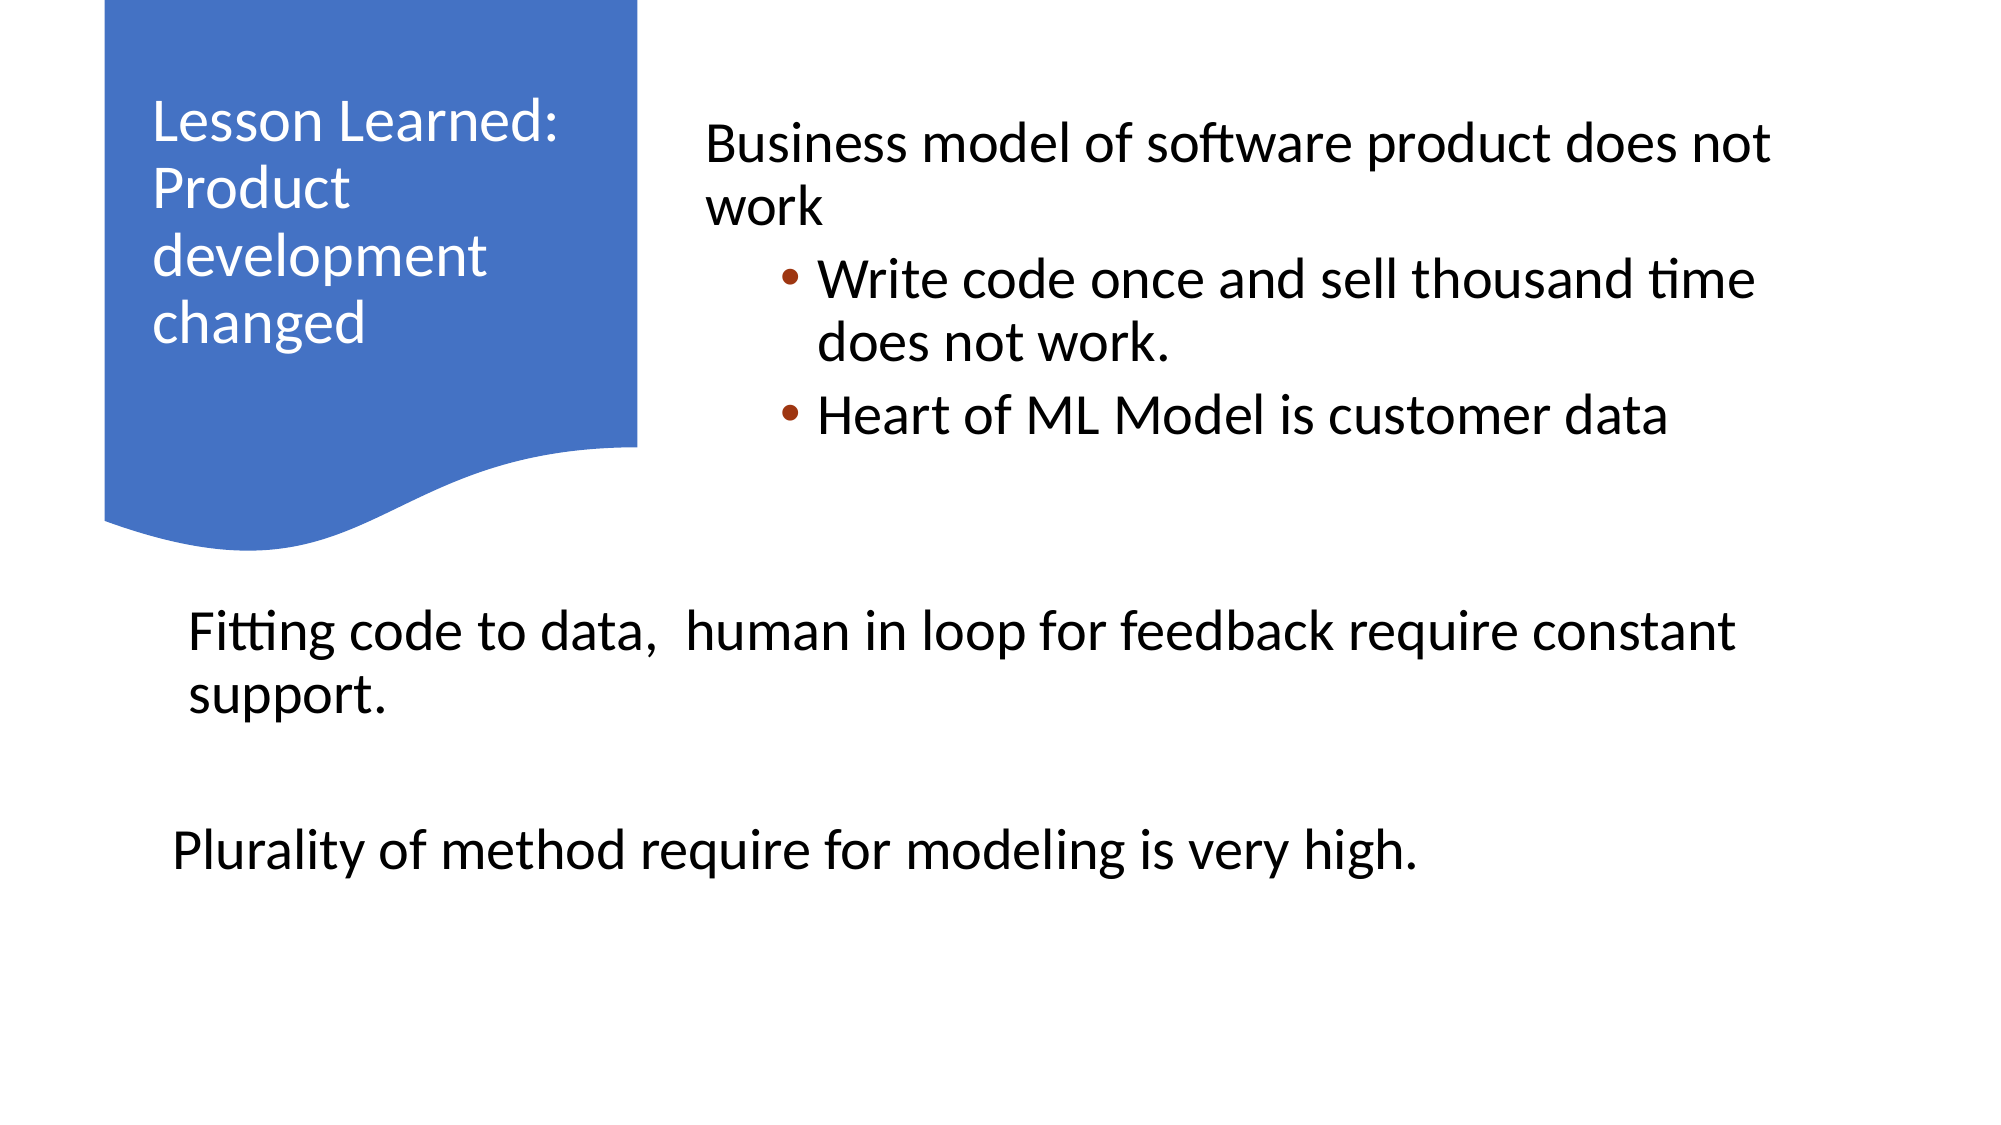 Lesson Learned:
Product
development
changed
Business model of software product does not
work
• Write code once and sell thousand time
does not work.
• Heart of ML Model is customer data
Fitting code to data,  human in loop for feedback require constant
support.
Plurality of method require for modeling is very high.